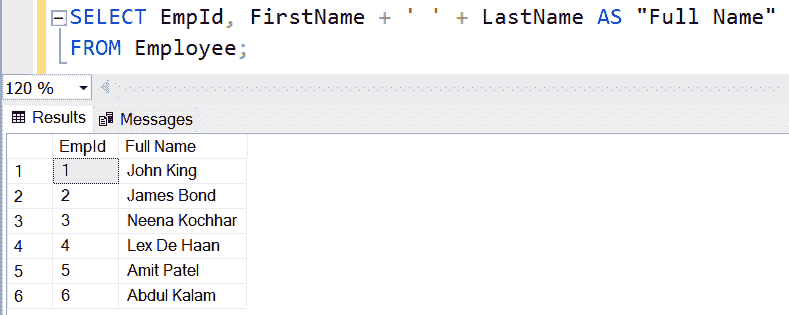 SELECT EmpId, FirstName + ' ' + LastName AS "Full Name"
FROM Employee;
120 %
Results Messages
EmpId Full Name
1 1 John King
2 2 James Bond
3 3 Neena Kochhar
4 4 Lex De Haan
5 5 Amit Patel
6 6 Abdul Kalam